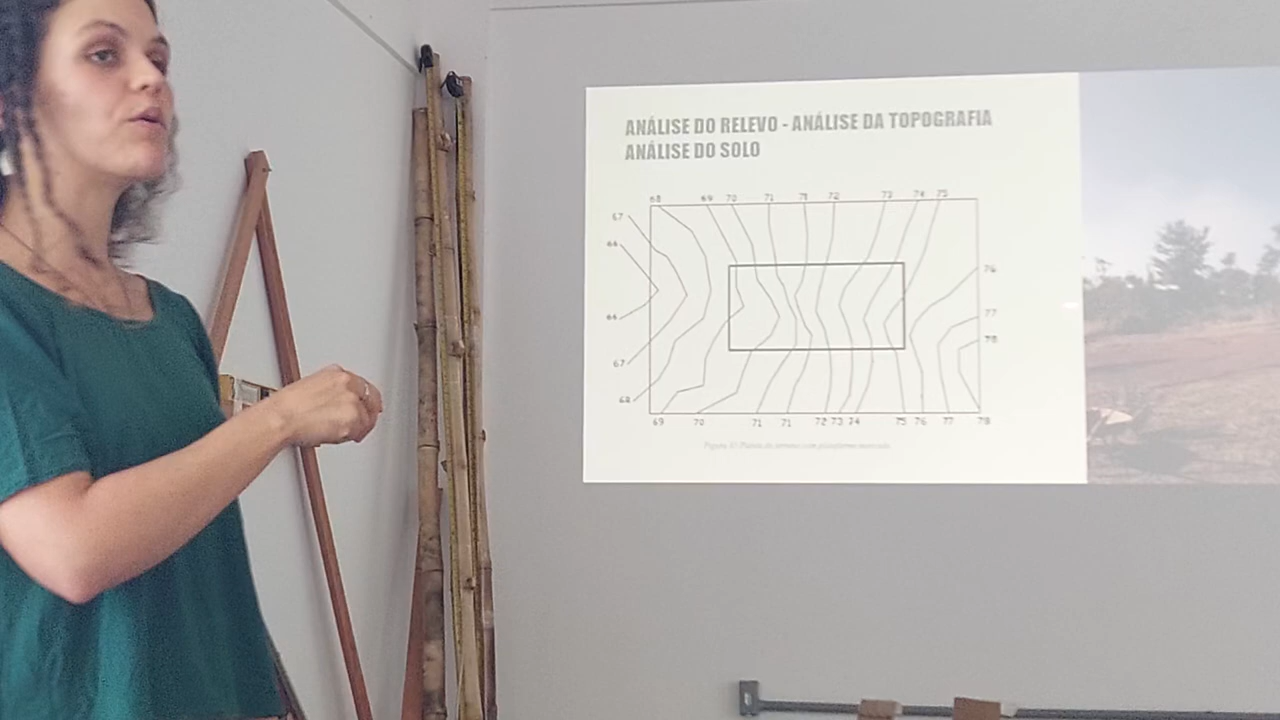 ANÁLISE DO RELEVO - ANÁLISE DA TOPOGRAFIA
ANÁLISE DO SOLO
68 69 70 71 71 72 73 74 75
67
66
76
66
77
78
67
68
69 70 71 71 72 73 74 75 76 77 78